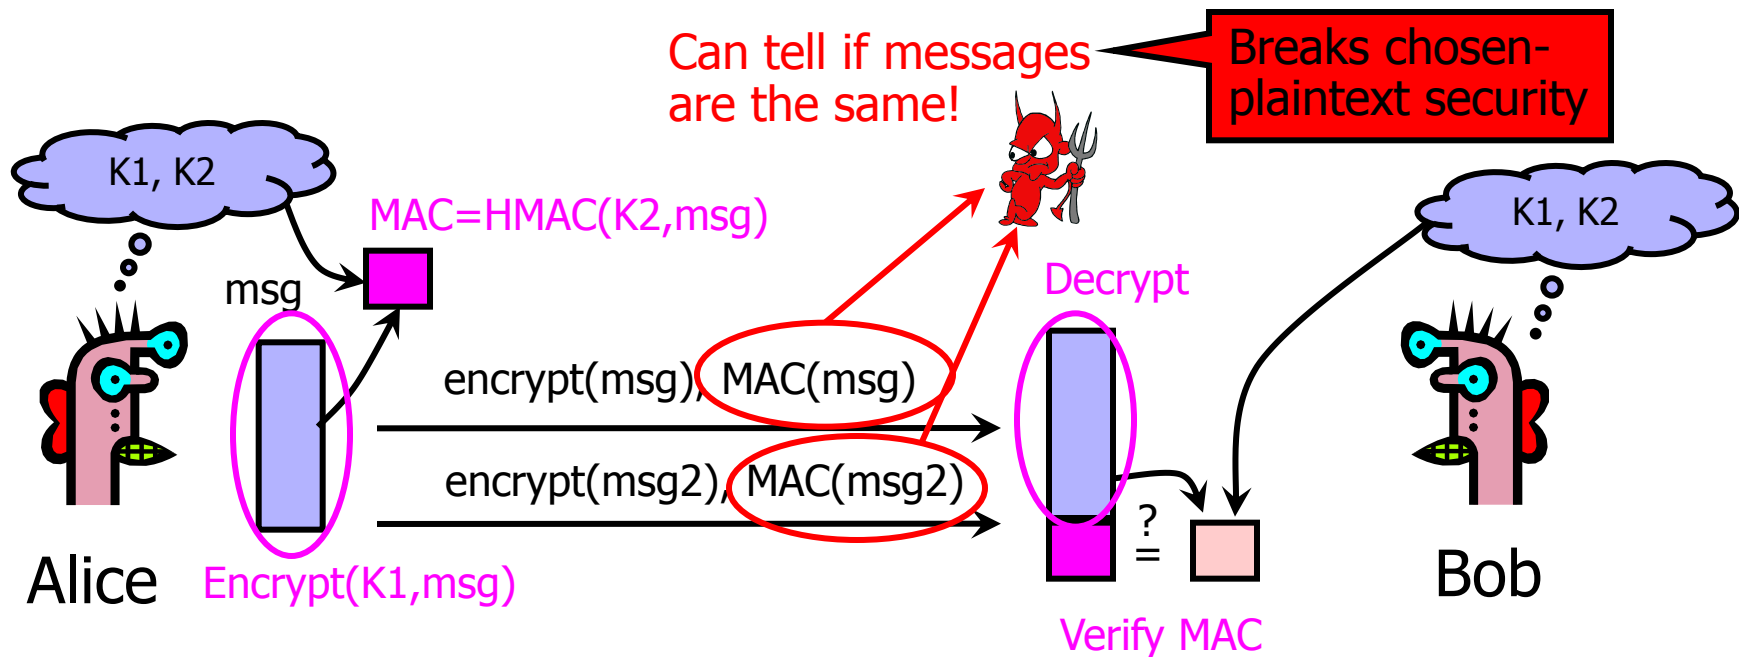 Can tell if messages
are the same!
Breaks chosen-
plaintext security
K1, K2
K1, K2
MAC=HMAC(K2,msg)
msg
Decrypt
encrypt(msg), MAC(msg)
encrypt(msg2), MAC(msg2)
?
=
Alice
Encrypt(K1,msg)
Bob
Verify MAC